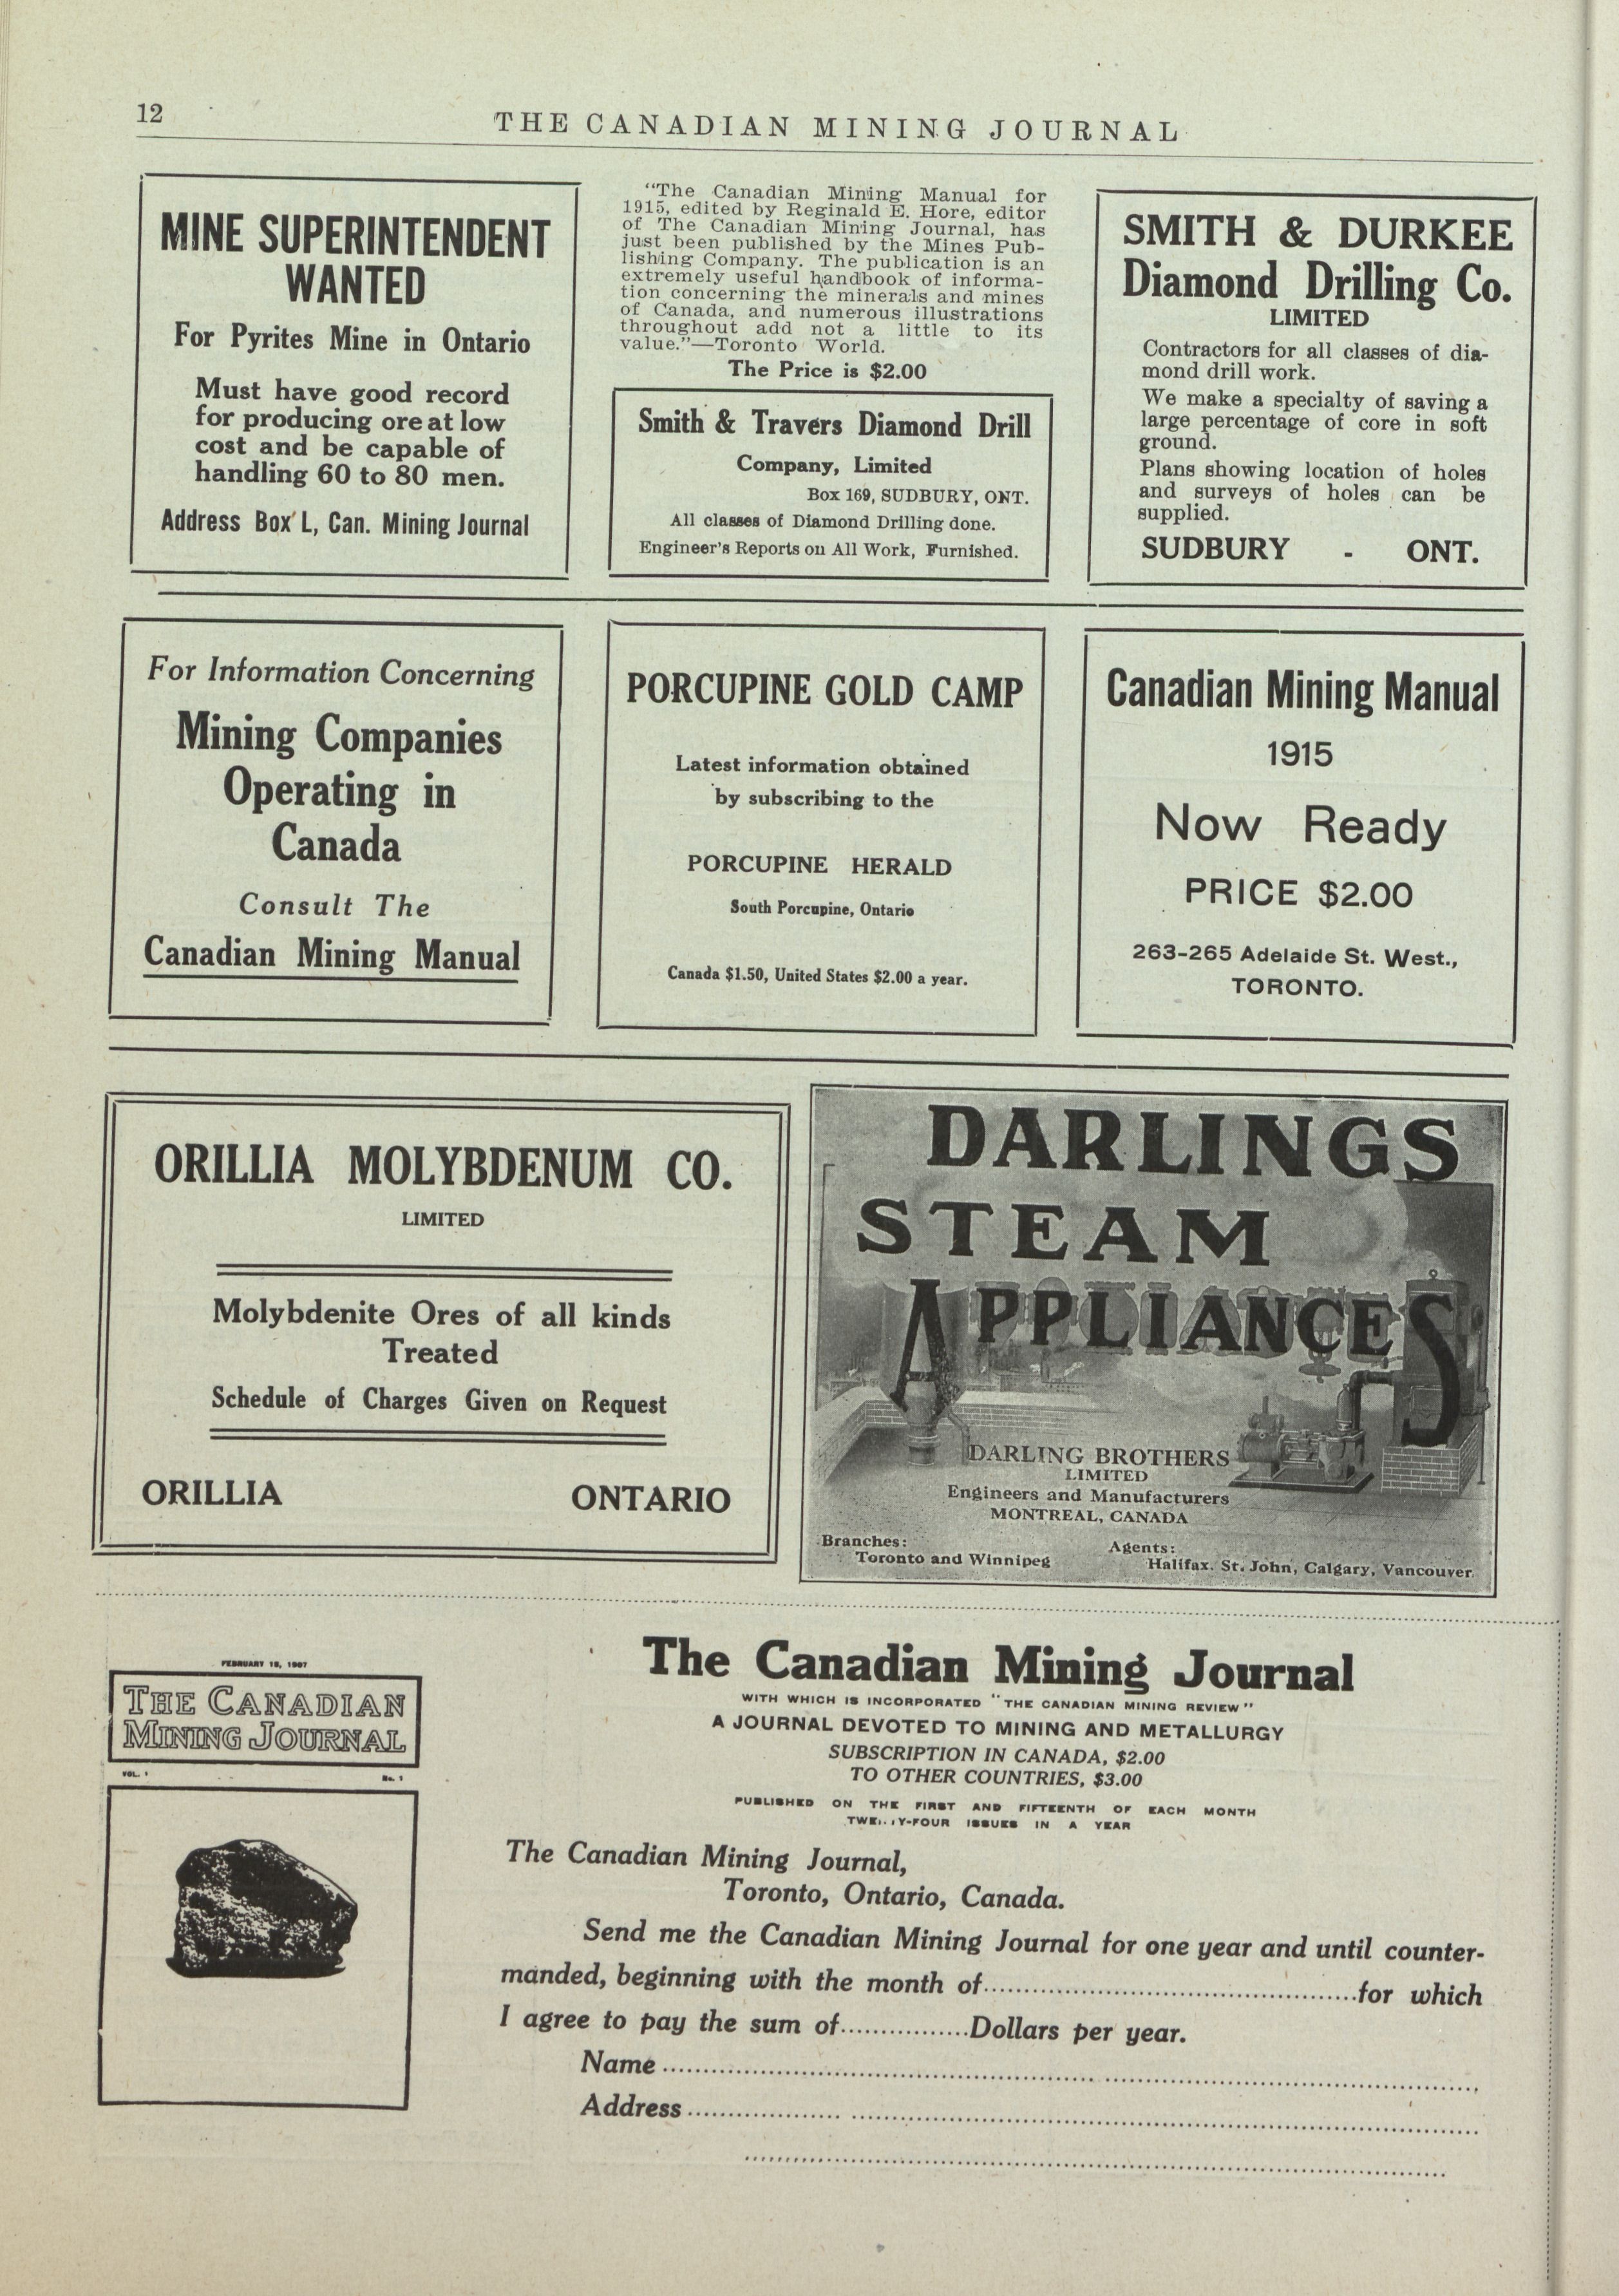 12
THE CANADIAN MINING JOURNAL
MINE SUPERINTENDENT
WANTED
For Pyrites Mine in Ontario
Must have good record
for producing ore at low
cost and be capable of
handling 60 to 80 men.
Address Box L, Can. Mining Journal
"The Canadian Mining Manual for
1915, edited by Reginald E. Hore, editor
of The Canadian Mining Journal, has
just been published by the Mines Pub-
lishing Company. The publication is an
extremely useful handbook of informa-
tion concerning the minerals and mines
of Canada, and numerous illustrations
throughout add not a little to its
value."—Toronto World.
The Price is $2.00
Smith & Travers Diamond Drill
Company, Limited
Box 169, SUDBURY, ONT.
All classes of Diamond Drilling done.
Engineer's Reports on All Work, Furnished.
SMITH & DURKEE
Diamond Drilling Co.
LIMITED
Contractors for all classes of dia-
mond drill work.
We make a specialty of saving a
large percentage of core in soft
ground.
Plans showing location of holes
and surveys of holes can be
supplied.
SUDBURY - ONT.
For Information Concerning
Mining Companies
Operating in
Canada
Consult The
Canadian Mining Manual
PORCUPINE GOLD CAMP
Latest information obtained
by subscribing to the
PORCUPINE HERALD
South Porcupine, Ontario
Canada $1.50, United States $2.00 a year.
Canadian Mining Manual
1915
Now Ready
PRICE $2.00
263-265 Adelaide St. West.,
TORONTO.
ORILLIA MOLYBDENUM CO.
LIMITED
Molybdenite Ores of all kinds
Treated
Schedule of Charges Given on Request
ORILLIA ONTARIO
DARLINGS
STEAM
APPLIANCES
DARLING BROTHERS
LIMITED
Engineers and Manufacturers
MONTREAL, CANADA
Branches:
Toronto and Winnipeg
Agents:
Halifax. St. John, Calgary, Vancouver.
FEBRUARY 15, 1907
THE CANADIAN
MINING JOURNAL
VOL. 1 No. 1
The Canadian Mining Journal
WITH WHICH IS INCORPORATED "THE CANADIAN MINING REVIEW"
A JOURNAL DEVOTED TO MINING AND METALLURGY
SUBSCRIPTION IN CANADA, $2.00
TO OTHER COUNTRIES, $3.00
PUBLISHED ON THE FIRST AND FIFTEENTH OF EACH MONTH
TWENTY-FOUR ISSUES IN A YEAR
The Canadian Mining Journal,
Toronto, Ontario, Canada.
Send me the Canadian Mining Journal for one year and until counter-
manded, beginning with the month of..........for which
I agree to pay the sum of..........Dollars per year.
Name..........
Address..........